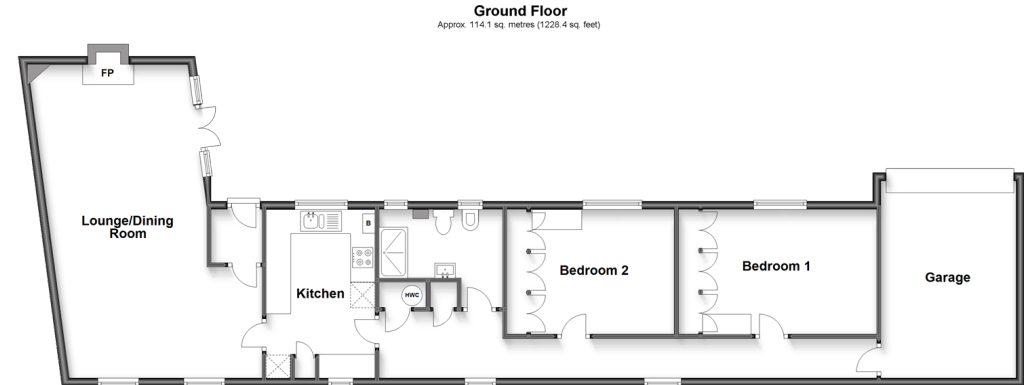 Ground Floor
Approx. 114.1 sq. metres (1228.4 sq. feet)
FP
Lounge/Dining
Room
B
Kitchen
HWC
Bedroom 2
Bedroom 1
Garage